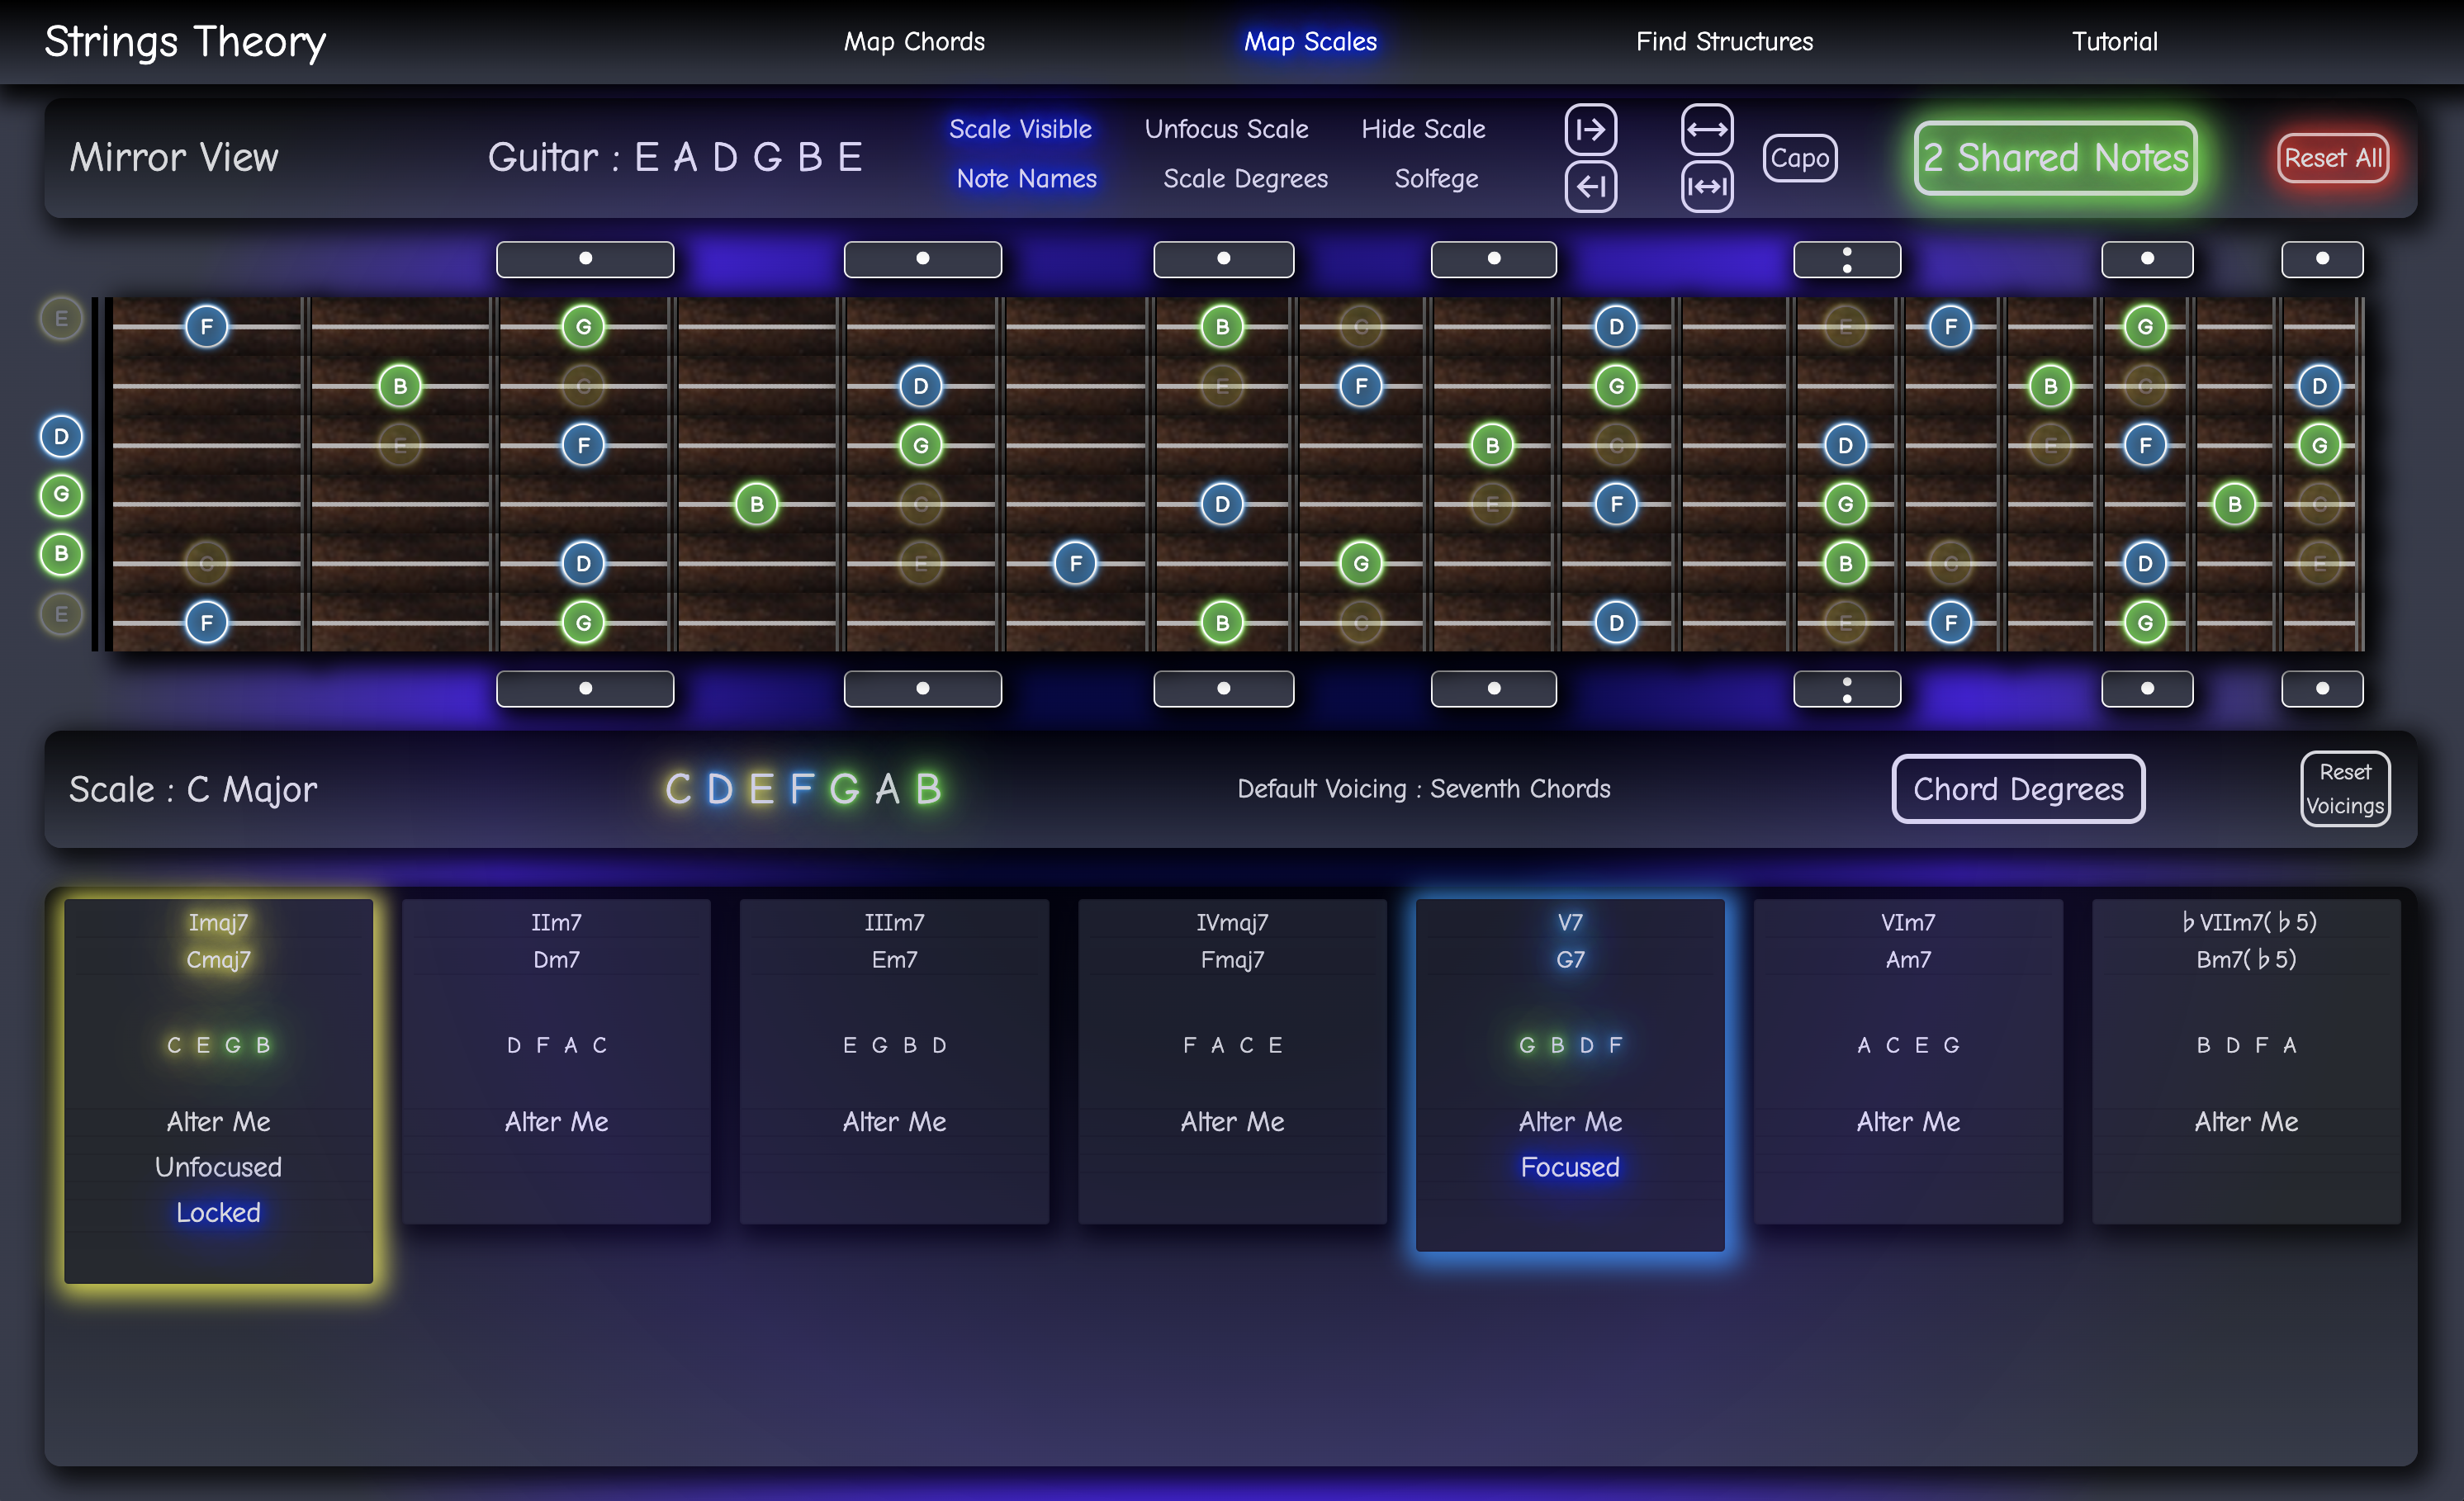 Strings Theory Map Chords Map Scales Find Structures Tutorial
Mirror View Guitar : E A D G B E Scale Visible Unfocus Scale Hide Scale Capo 2 Shared Notes Reset All
Note Names Scale Degrees Solfege
E F G B C D E F G
B C D E F G B C D
D E F G B C D E F G
G B C D E F G B C
B C D E F G B C D E
E F G B C D E F G
Scale : C Major C D E F G A B Default Voicing : Seventh Chords Chord Degrees Reset Voicings
Imaj7 IIm7 IIIm7 IVmaj7 V7 VIm7 ♭VIIm7(♭5)
Cmaj7 Dm7 Em7 Fmaj7 G7 Am7 Bm7(♭5)
C E G B D F A C E G B D F A C E G B D F A C E G B D F A
Alter Me Alter Me Alter Me Alter Me Alter Me Alter Me Alter Me
Unfocused Focused
Locked